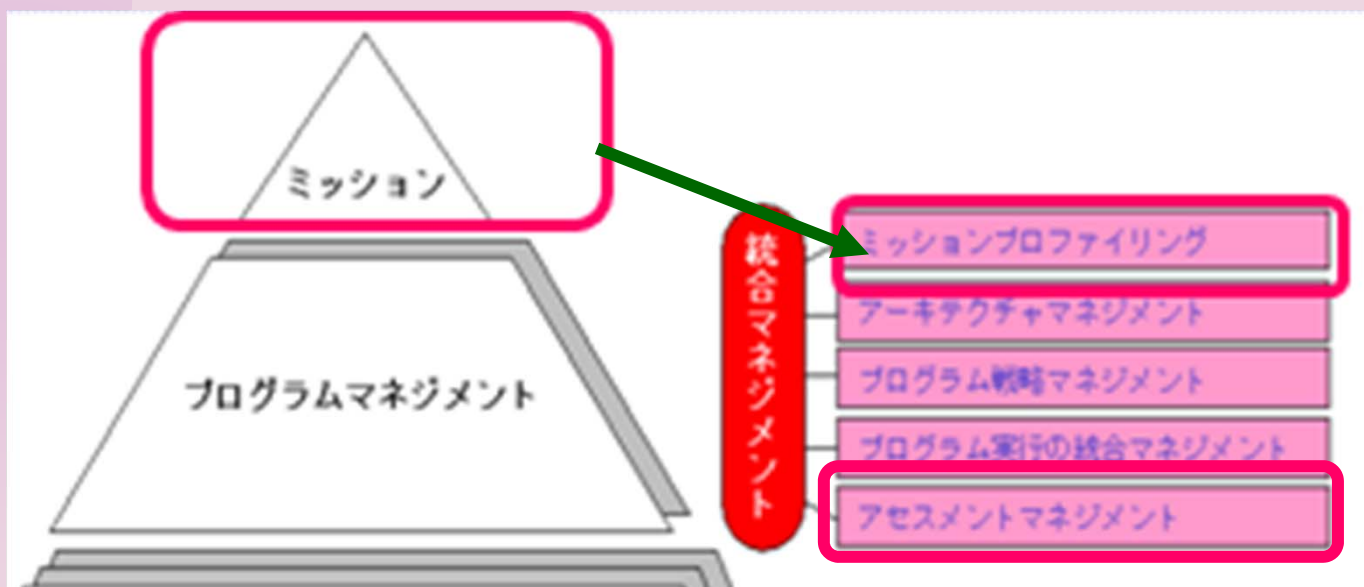 ミッション
プログラムマネジメント
統合マネジメント
ミッションプロファイリング
アーキテクチャマネジメント
プログラム戦略マネジメント
プログラム実行の統合マネジメント
アセスメントマネジメント